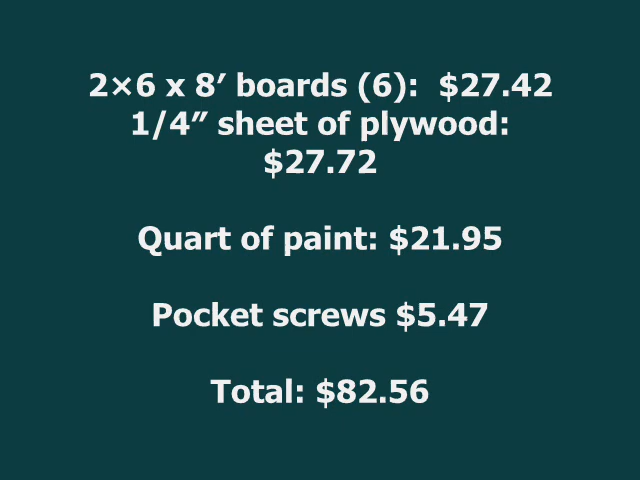 2×6 x 8′ boards (6):  $27.42
1/4″ sheet of plywood:
$27.72
Quart of paint: $21.95
Pocket screws $5.47
Total: $82.56